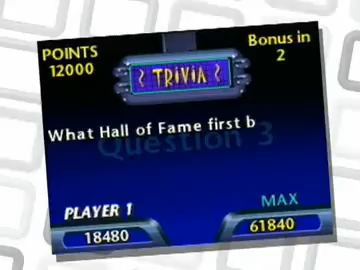 POINTS
12000
Bonus in
2
? TRIVIA ?
What Hall of Fame first b
Question 3
PLAYER 1
18480
MAX
61840